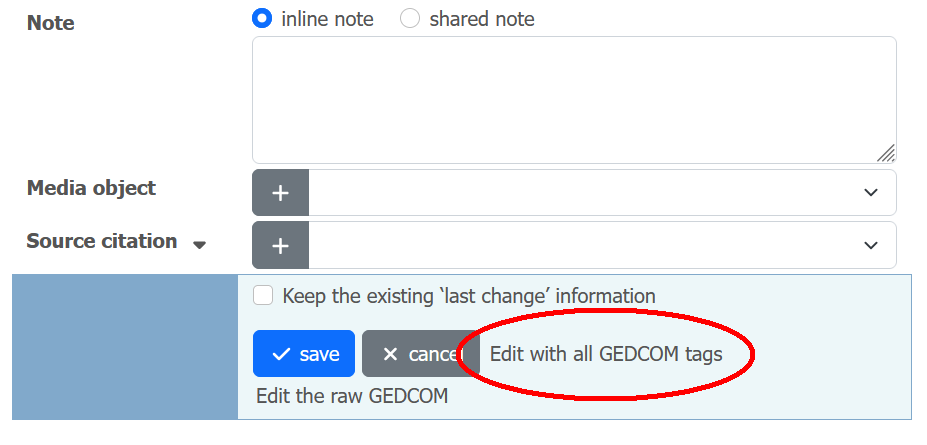 Note
inline note
shared note
Media object
Source citation
Keep the existing ‘last change’ information
save
cancel
Edit with all GEDCOM tags
Edit the raw GEDCOM